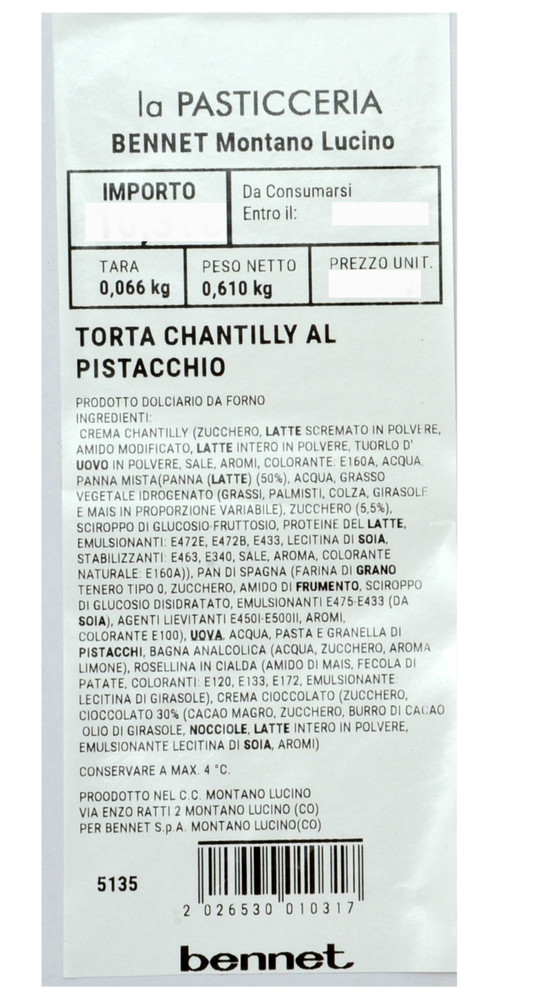 la PASTICCERIA
BENNET Montano Lucino
IMPORTO
Da Consumarsi
Entro il:
TARA
0,066 kg
PESO NETTO
0,610 kg
PREZZO UNIT.
TORTA CHANTILLY AL
PISTACCHIO
PRODOTTO DOLCIARIO DA FORNO
INGREDIENTI:
CREMA CHANTILLY (ZUCCHERO, LATTE SCREMATO IN POLVERE,
AMIDO MODIFICATO, LATTE INTERO IN POLVERE, TUORLO D'
UOVO IN POLVERE, SALE, AROMI, COLORANTE: E160A, ACQUA,
PANNA MISTA(PANNA (LATTE) (50%), ACQUA, GRASSO
VEGETALE IDROGENATO (GRASSI, PALMISTI, COLZA, GIRASOLE
E MAIS IN PROPORZIONE VARIABILE), ZUCCHERO (5,5%),
SCIROPPO DI GLUCOSIO-FRUTTOSIO, PROTEINE DEL LATTE,
EMULSIONANTI: E472E, E472B, E433, LECITINA DI SOIA,
STABILIZZANTI: E463, E340, SALE, AROMA, COLORANTE
NATURALE: E160A)), PAN DI SPAGNA (FARINA DI GRANO
TENERO TIPO 0, ZUCCHERO, AMIDO DI FRUMENTO, SCIROPPO
DI GLUCOSIO DISIDRATATO, EMULSIONANTI E475-E433 (DA
SOIA), AGENTI LIEVITANTI E450I-E500II, AROMI,
COLORANTE E100), UOVA, ACQUA, PASTA E GRANELLA DI
PISTACCHI, BAGNA ANALCOLICA (ACQUA, ZUCCHERO, AROMA
LIMONE), ROSELLINA IN CIALDA (AMIDO DI MAIS, FECOLA DI
PATATE, COLORANTI: E120, E133, E172, EMULSIONANTE:
LECITINA DI GIRASOLE), CREMA CIOCCOLATO (ZUCCHERO,
CIOCCOLATO 30% (CACAO MAGRO, ZUCCHERO, BURRO DI CACAO
OLIO DI GIRASOLE, NOCCIOLE, LATTE INTERO IN POLVERE,
EMULSIONANTE LECITINA DI SOIA, AROMI)
CONSERVARE A MAX. 4 °C.
PROODOTTO NEL C.C. MONTANO LUCINO
VIA ENZO RATTI 2 MONTANO LUCINO (CO)
PER BENNET S.p.A. MONTANO LUCINO(CO)
5135
2 026530 010317
bennet